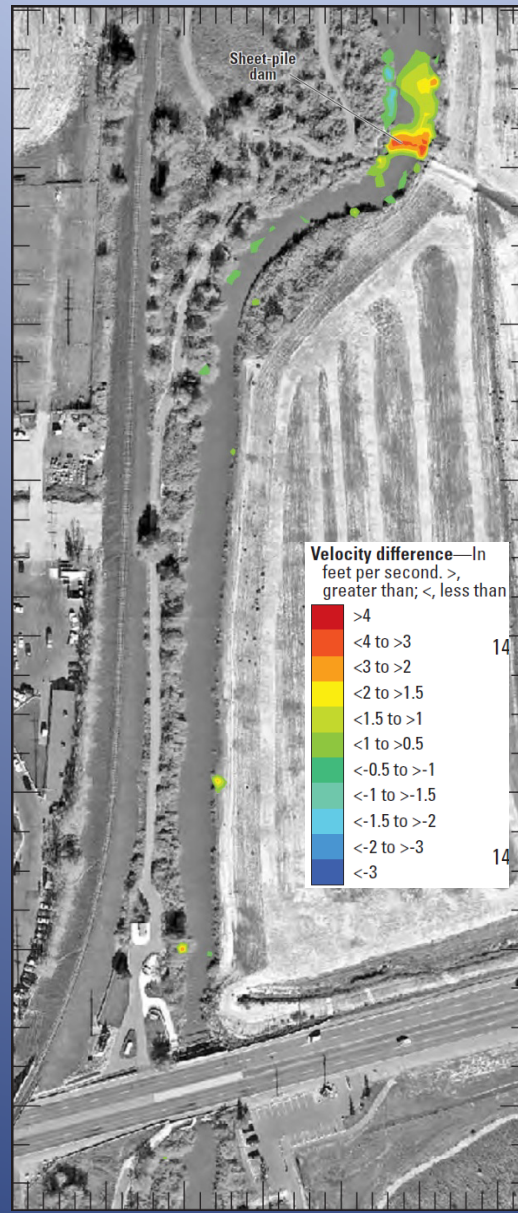 Sheet-pile
dam
Velocity difference—In
feet per second. >,
greater than; <, less than
>4
<4 to >3
<3 to >2
<2 to >1.5
<1.5 to >1
<1 to >0.5
<-0.5 to >-1
<-1 to >-1.5
<-1.5 to >-2
<-2 to >-3
<-3
14
14